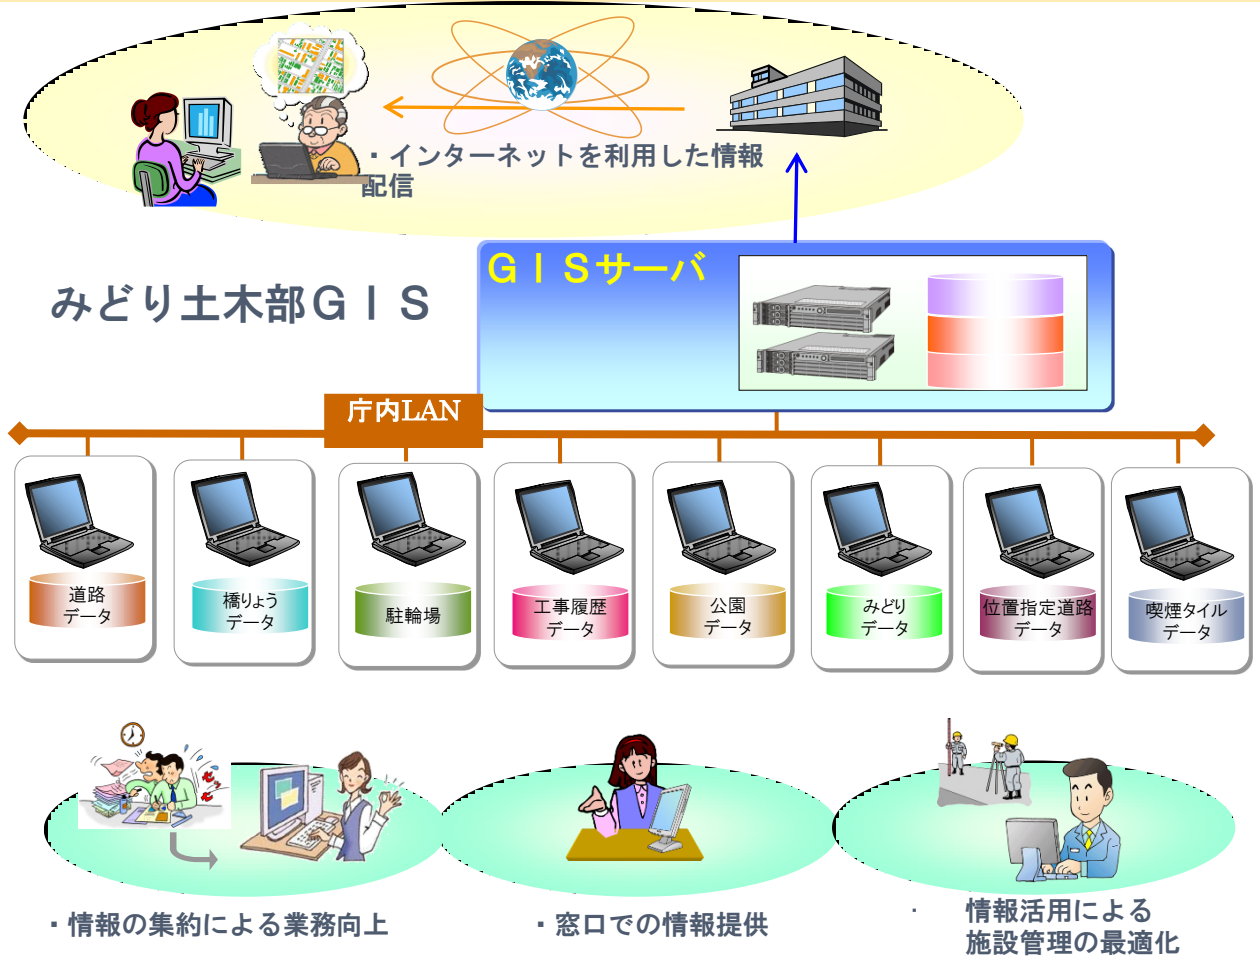 ・インターネットを利用した情報
配信
みどり土木部GIS
GISサーバ
庁内LAN
道路
データ
橋りょう
データ
駐輪場
工事履歴
データ
公園
データ
みどり
データ
位置指定道路
データ
喫煙タイル
データ
・情報の集約による業務向上
・窓口での情報提供
・ 情報活用による
施設管理の最適化